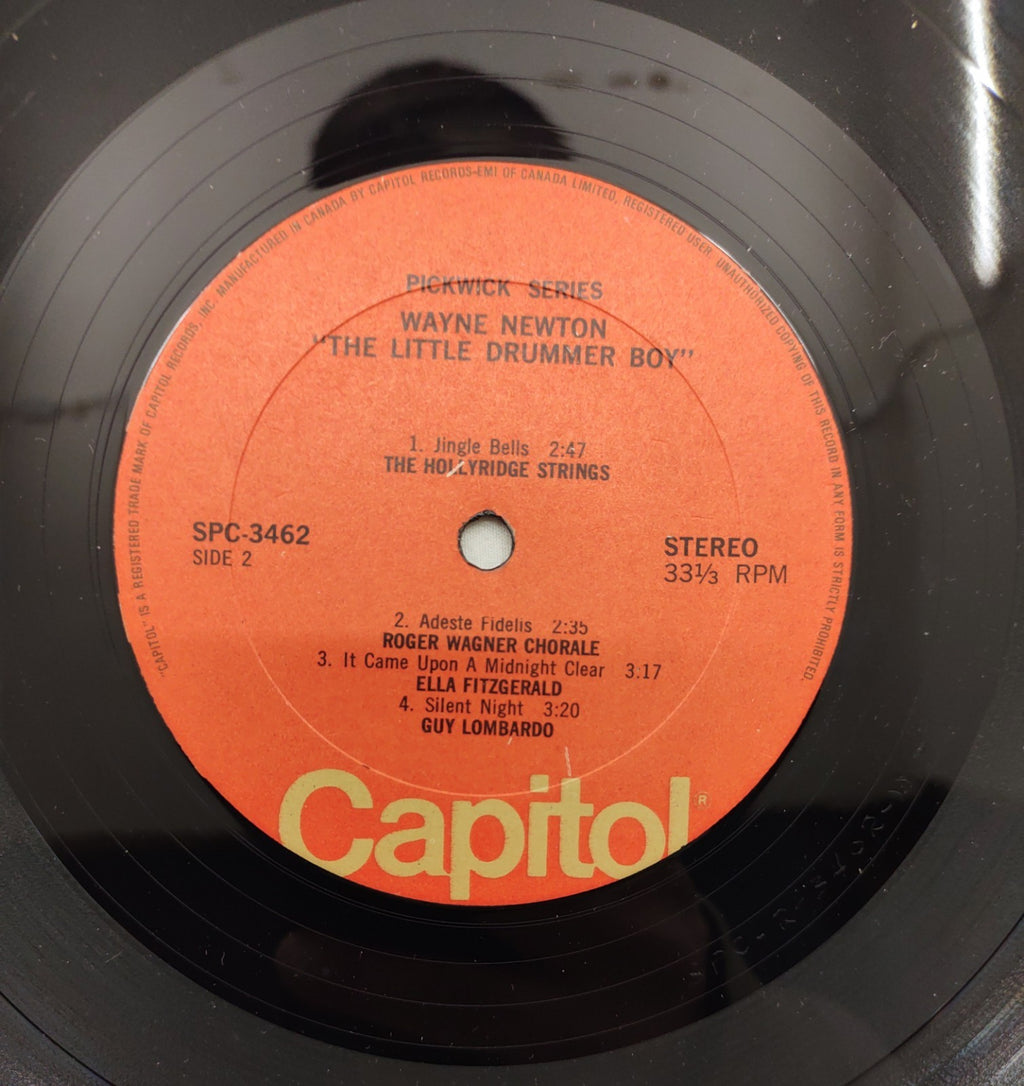 "CAPITOL" IS A REGISTERED TRADE MARK OF CAPITOL RECORDS, INC. MANUFACTURED IN CANADA BY CAPITOL RECORDS-EMI OF CANADA LIMITED, REGISTERED USER UNAUTHORIZED COPYING OF THIS RECORD IN ANY FORM IS STRICTLY PROHIBITED.
PICKWICK SERIES
WAYNE NEWTON
"THE LITTLE DRUMMER BOY"
1. Jingle Bells 2:47
THE HOLLYRIDGE STRINGS
SPC-3462
SIDE 2
STEREO
33⅓ RPM
2. Adeste Fidelis 2:35
ROGER WAGNER CHORALE
3. It Came Upon A Midnight Clear 3:17
ELLA FITZGERALD
4. Silent Night 3:20
GUY LOMBARDO
Capitol®